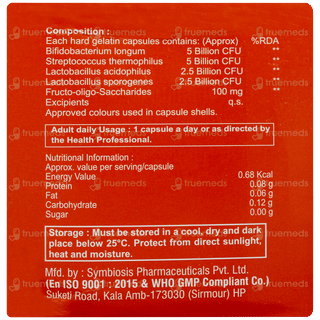 Composition :
Each hard gelatin capsules contains: (Approx) %RDA
Bifidobacterium longum 5 Billion CFU **
Streptococcus thermophilus 5 Billion CFU **
Lactobacillus acidophilus 2.5 Billion CFU **
Lactobacillus sporogenes 2.5 Billion CFU **
Fructo-oligo-Saccharides 100 mg **
Excipients q.s.
Approved colours used in capsule shells.
Adult daily Usage : 1 capsule a day or as directed by
the Health Professional.
Nutritional Information :
Approx. value per serving/capsule
Energy Value 0.68 Kcal
Protein 0.08 g
Fat 0.06 g
Carbohydrate 0.12 g
Sugar 0.00 g
Storage : Must be stored in a cool, dry and dark
place below 25°C. Protect from direct sunlight,
heat and moisture.
Mfd. by : Symbiosis Pharmaceuticals Pvt. Ltd.
(En ISO 9001 : 2015 & WHO GMP Compliant Co.)
Suketi Road, Kala Amb-173030 (Sirmour) HP
truemeds